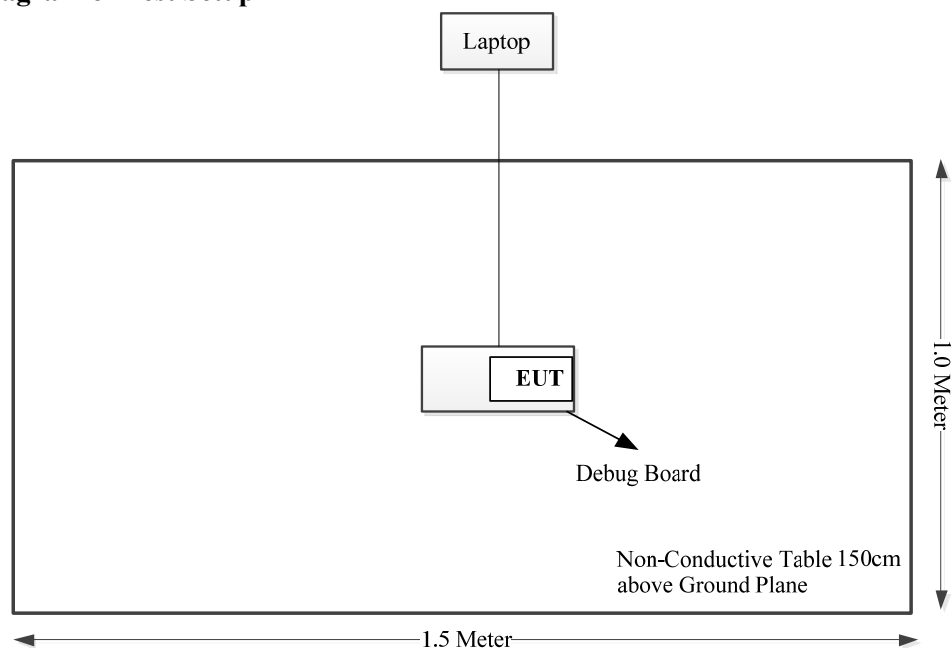 Laptop
EUT
Debug Board
1.0 Meter
Non-Conductive Table 150cm
above Ground Plane
1.5 Meter